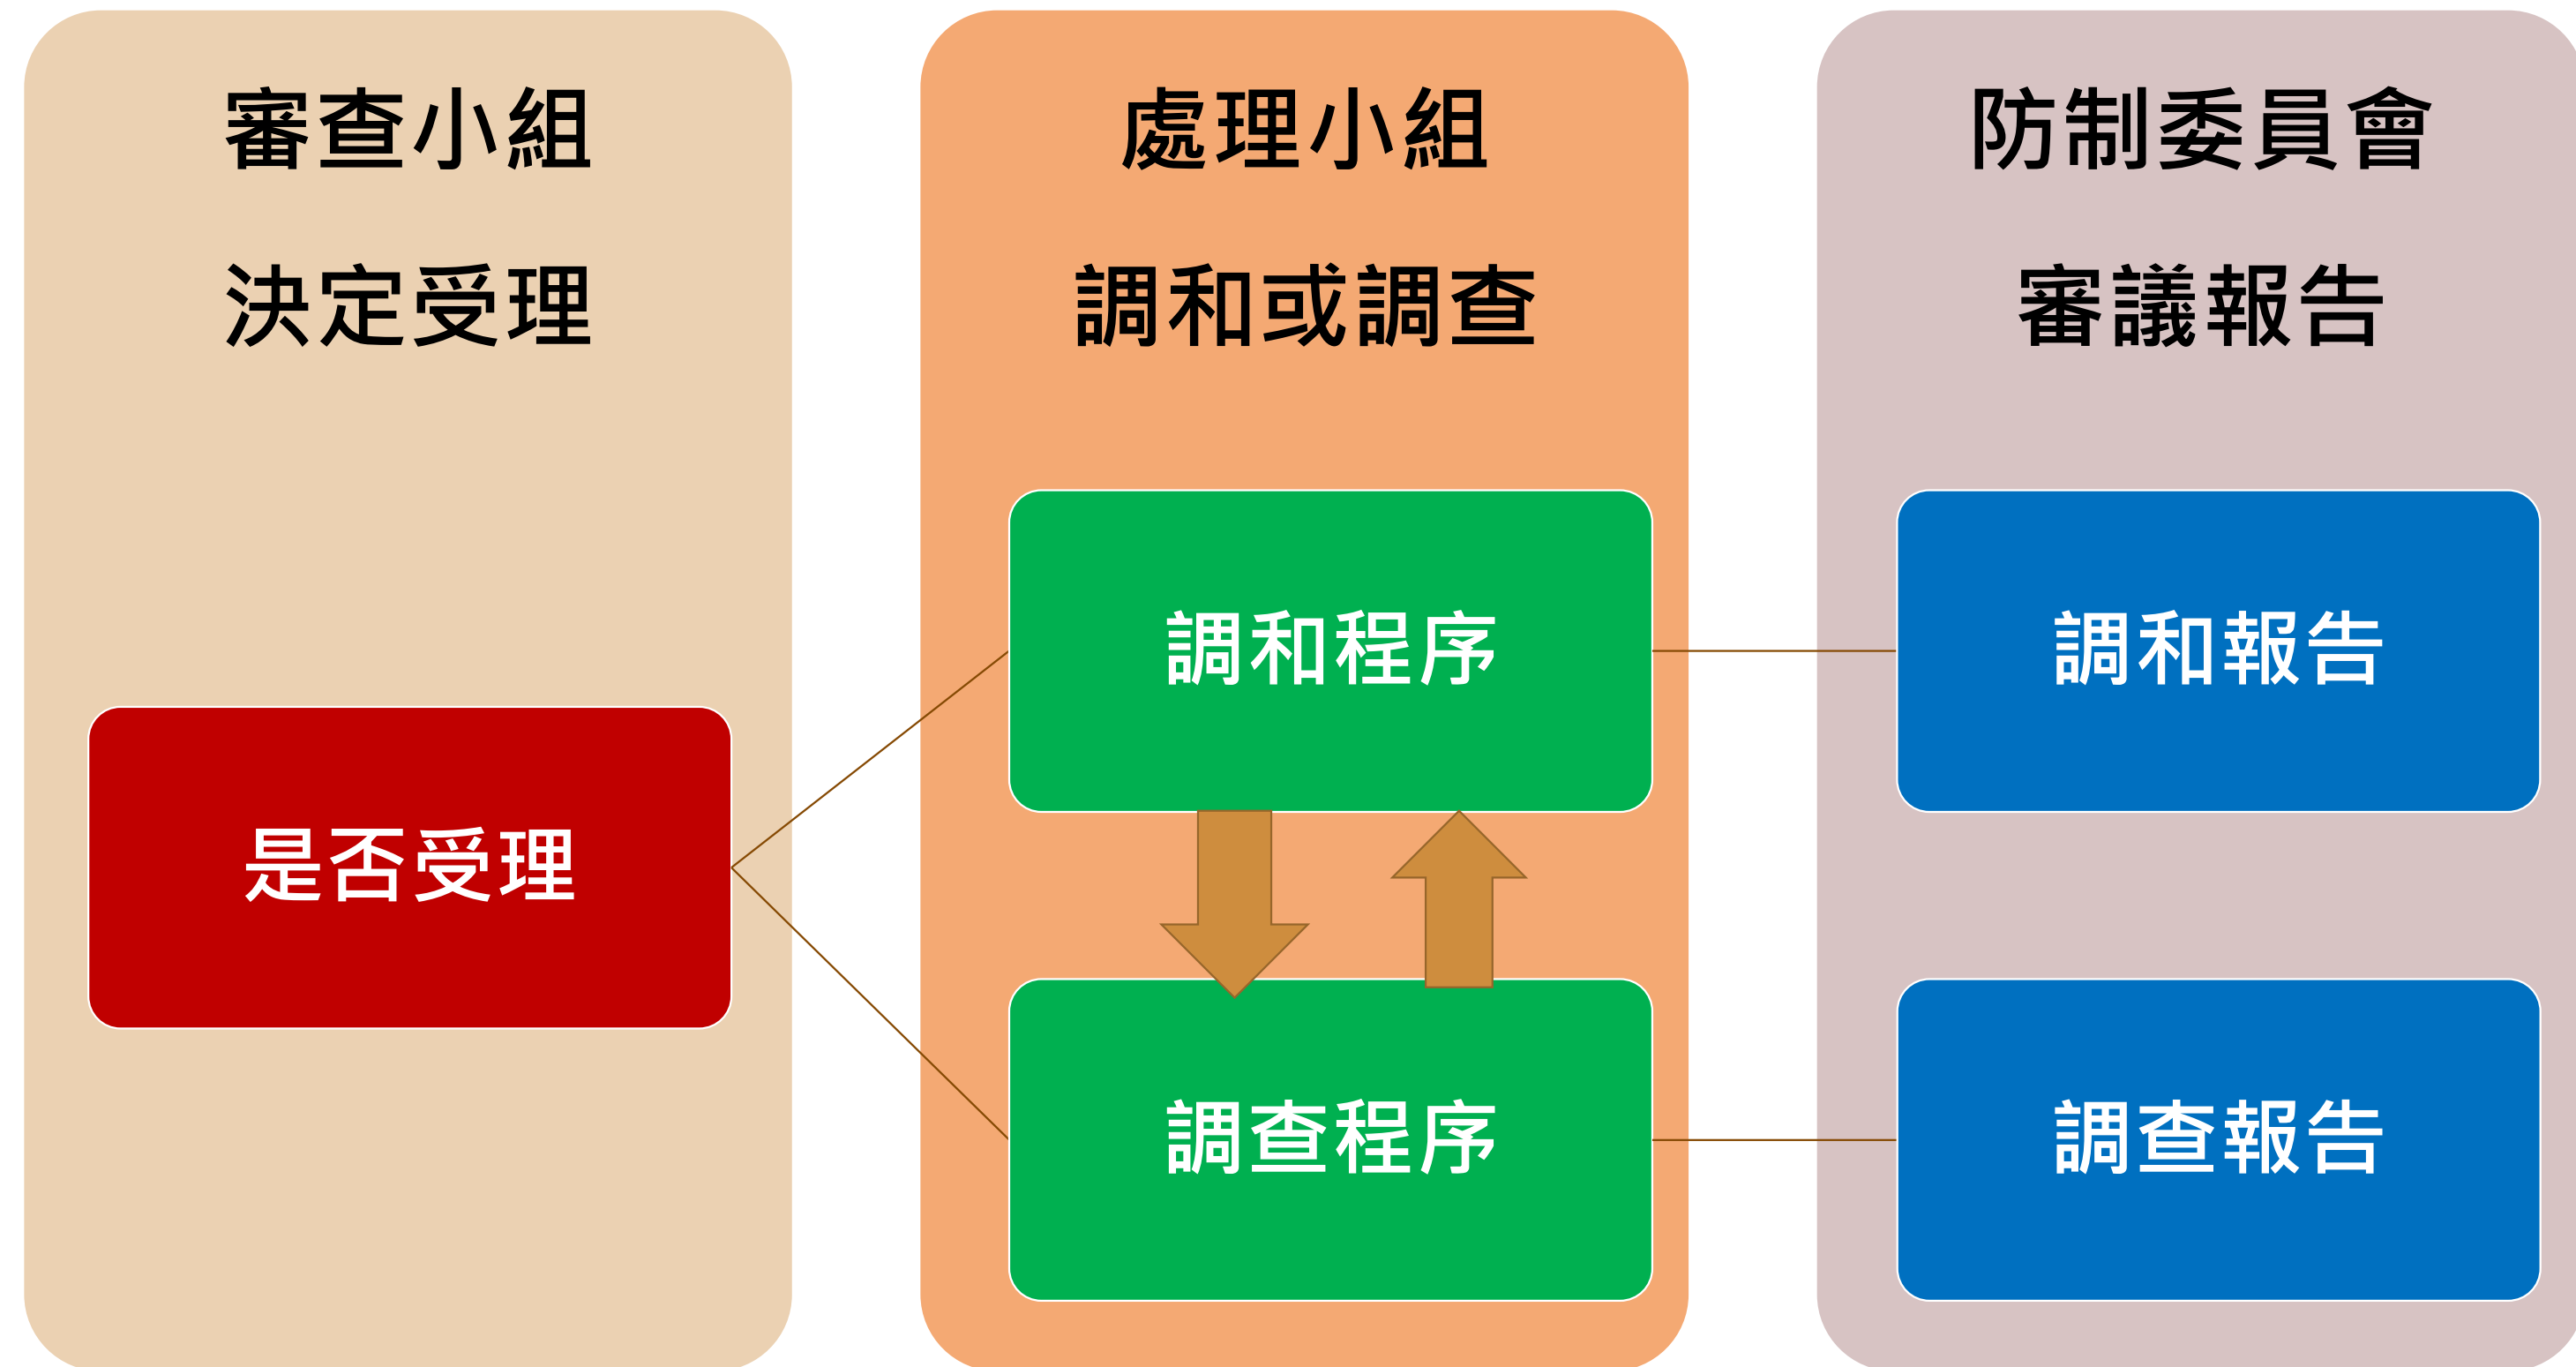 審查小組
決定受理
是否受理
處理小組
調和或調查
調和程序
調查程序
防制委員會
審議報告
調和報告
調查報告